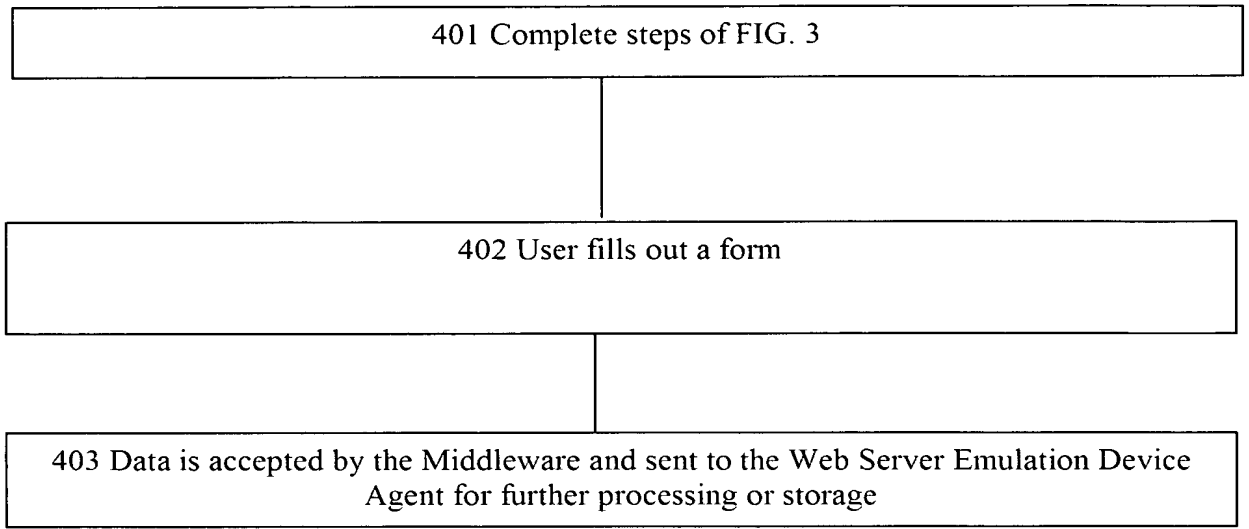 401 Complete steps of FIG. 3
402 User fills out a form
403 Data is accepted by the Middleware and sent to the Web Server Emulation Device
Agent for further processing or storage